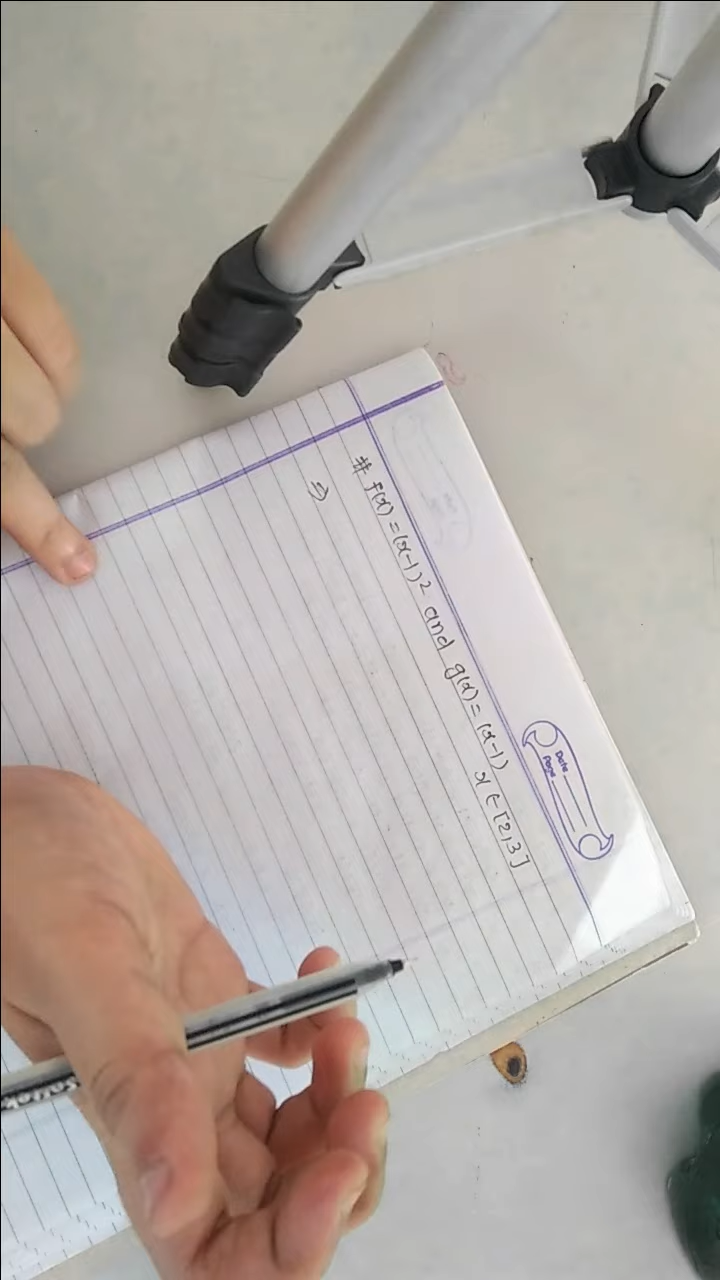 Date
Page
# f(x) = (x-1)² and g(x) = (x-1)
x ∈ [2,3]
⇒